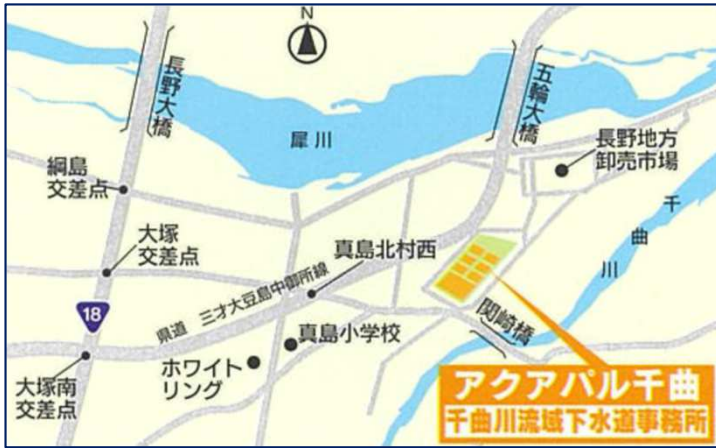 N
長野大橋
五輪大橋
犀川
長野地方
卸売市場
綱島
交差点
千曲川
大塚
交差点
真島北村西
18
県道 三才大豆島中御所線
関崎橋
真島小学校
ホワイト
リング
大塚南
交差点
アクアパル千曲
千曲川流域下水道事務所